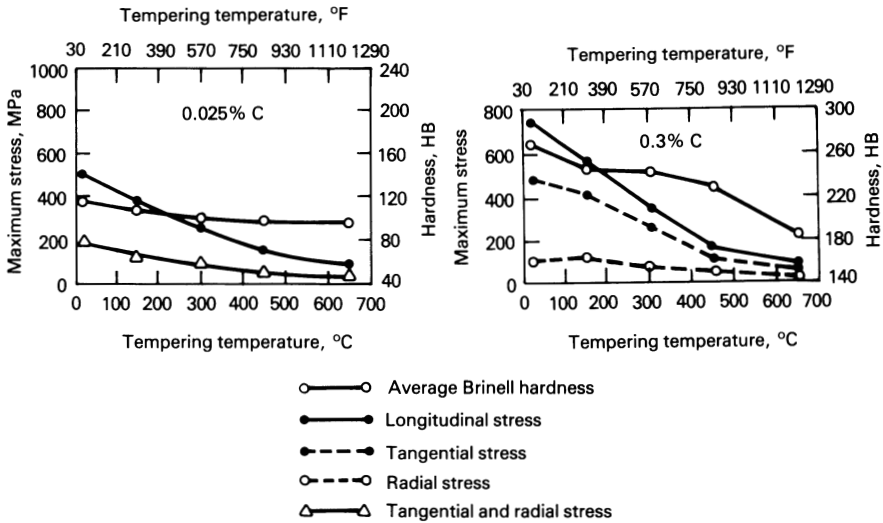 Tempering temperature, °F
30 210 390 570 750 930 1110 1290
1000
800
600
400
200
0
Maximum stress, MPa
0.025% C
240
200
160
120
80
40
Hardness, HB
0 100 200 300 400 500 600 700
Tempering temperature, °C
Tempering temperature, °F
30 210 390 570 750 930 1110 1290
800
600
400
200
0
Maximum stress
0.3% C
300
260
220
180
140
Hardness, HB
0 100 200 300 400 500 600 700
Tempering temperature, °C
Average Brinell hardness
Longitudinal stress
Tangential stress
Radial stress
Tangential and radial stress